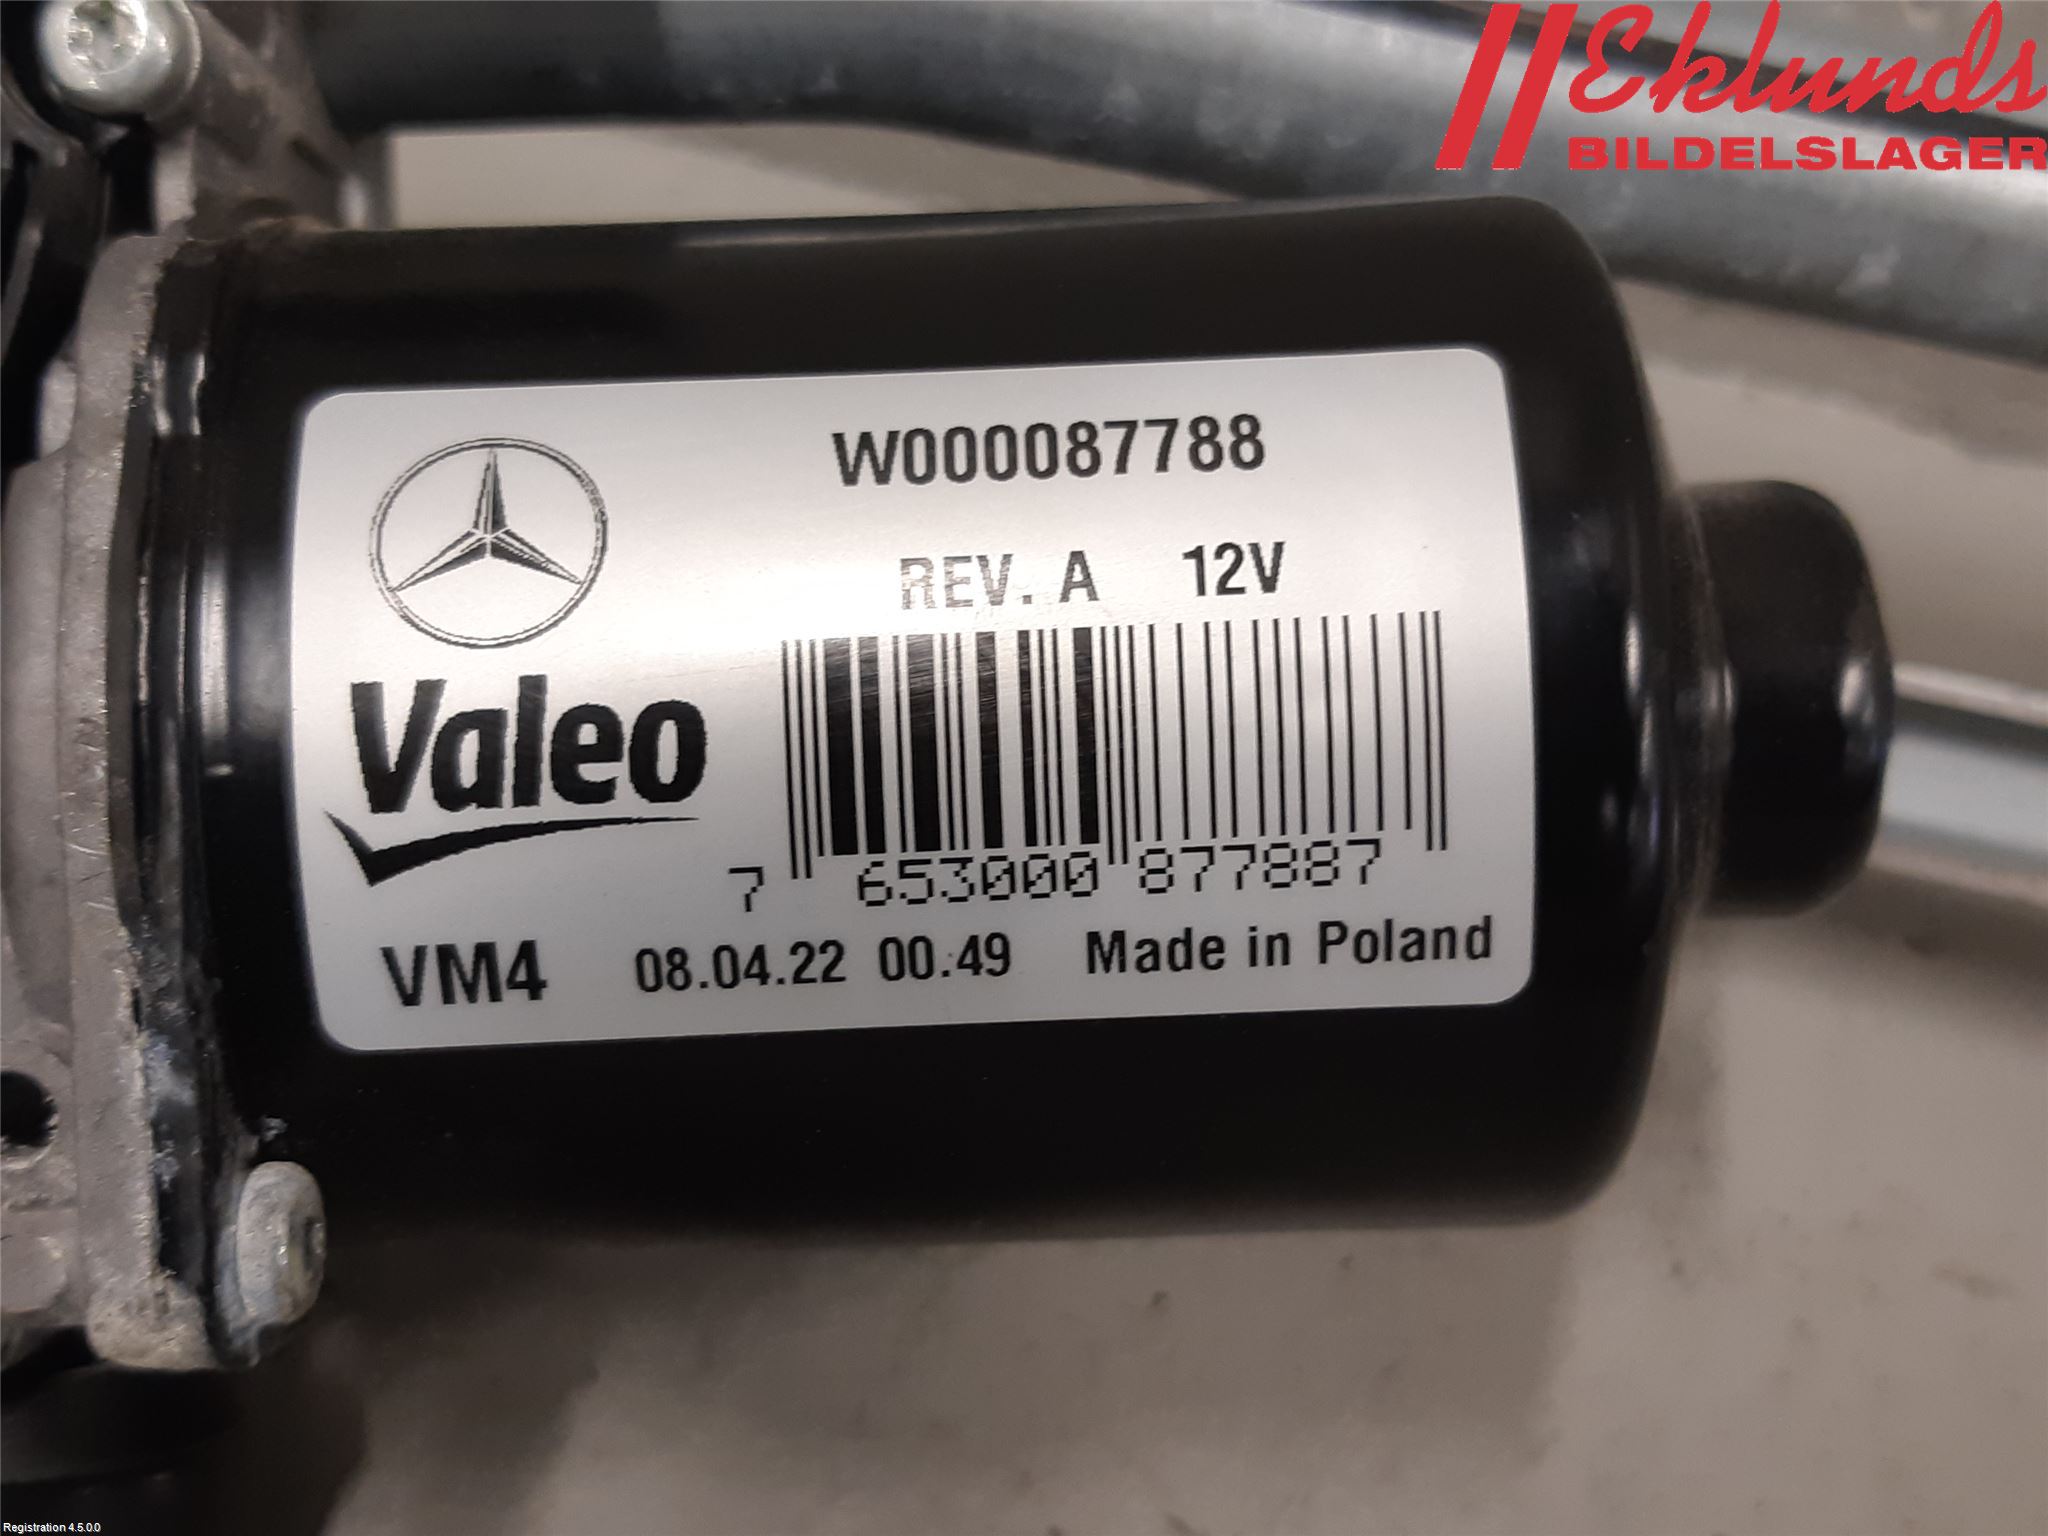 Eklunds
BILDELSLAGER
W000087788
REV. A 12V
Valeo
7 653000 877887
VM4 08.04.22 00:49 Made in Poland
Registration 4.5.0.0